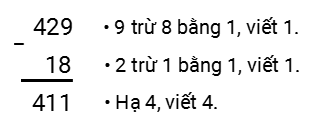 429 • 9 trừ 8 bằng 1, viết 1.
–
18 • 2 trừ 1 bằng 1, viết 1.
411 • Hạ 4, viết 4.